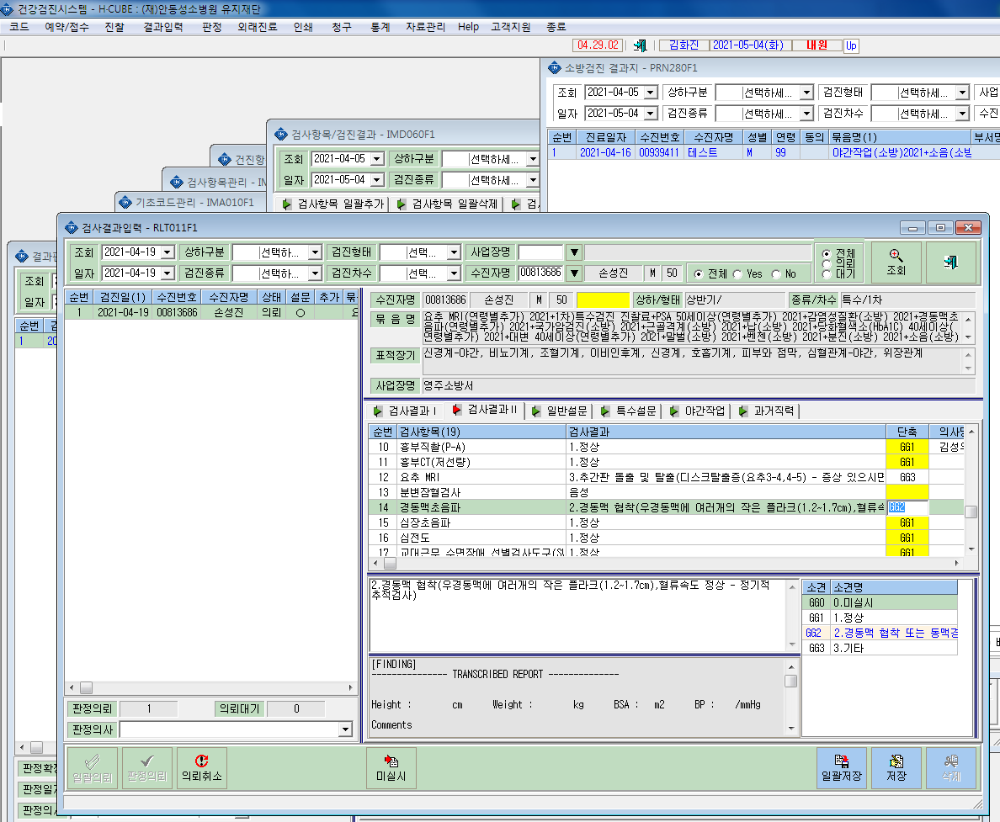 건강검진시스템 - H-CUBE : (재)안동성소병원 유지재단
코드 예약/접수 진찰 결과입력 판정 외래진료 인쇄 청구 통계 자료관리 Help 고객지원 종료
04.29.02 김화진 2021-05-04(화) 내원 Up
소방검진 결과지 - PRN280F1
조회 2021-04-05 상하구분 선택하세... 검진형태 선택하세... 사업
일자 2021-05-04 검진종류 선택하세... 검진차수 선택하세... 수진
순번 진료일자 수진번호 수진자명 성별 연령 동의 묶음명(1) 부서명
1 2021-04-16 00939411 테스트 M 99 야간작업(소방)2021+소음(소방
검사항목/검진결과 - IMD060F1
조회 2021-04-05 상하구분 선택하세...
일자 2021-05-04 검진종류 선택하세...
검사항목 일괄추가 검사항목 일괄삭제 검사
건진항
검사항목관리 - IM
기초코드관리 - IMA010F1
결과판
조회
일자
순번
1 20
판정확정
판정일자
판정의사
검사결과입력 - RLT011F1
조회 2021-04-19 상하구분 선택하... 검진형태 선택... 사업장명 ▼
일자 2021-04-19 검진종류 선택하... 검진차수 선택... 수진자명 00813686 ▼ 손성진 M 50 전체 Yes No
전체
의뢰
대기
조회
순번 검진일(1) 수진번호 수진자명 상태 설문 추가 묶
1 2021-04-19 00813686 손성진 의뢰 ○ 요
수진자명 00813686 손성진 M 50 상하/형태 상반기/ 종류/차수 특수/1차
묶 음 명 요추 MRI(연령별추가) 2021+1차)특수검진 진찰료+PSA 50세이상(연령별추가) 2021+감염성질환(소방) 2021+경동맥초
음파(연령별추가) 2021+국가암검진(소방) 2021+근골격계(소방) 2021+납(소방) 2021+당화혈색소(HbA1C) 40세이상(
연령별추가) 2021+대변 40세이상(연령별추가) 2021+말벌(소방) 2021+벤젠(소방) 2021+분진(소방) 2021+소음(소방)
표적장기 신경계-야간, 비뇨기계, 조혈기계, 이비인후계, 신경계, 호흡기계, 피부와 점막, 심혈관계-야간, 위장관계
사업장명 영주소방서
검사결과 I 검사결과 II 일반설문 특수설문 야간작업 과거직력
순번 검사항목(19) 검사결과 단축 의사명
10 흉부직촬(P-A) 1.정상 GG1 김성우
11 흉부CT(저선량) 1.정상 GG1
12 요추 MRI 3.추간판 돌출 및 탈출(디스크탈출증(요추3-4,4-5) - 증상 있으시면 GG3
13 분변잠혈검사 음성
14 경동맥초음파 2.경동맥 협착(우경동맥에 여러개의 작은 플라크(1.2~1.7cm),혈류속 GG2
15 심장초음파 1.정상 GG1
16 심전도 1.정상 GG1
17 교대근무 수면장애 선별검사도구(SU 1.정상 GG1
2.경동맥 협착(우경동맥에 여러개의 작은 플라크(1.2~1.7cm),혈류속도 정상 - 정기적
추적검사)
소견 소견명
GG0 0.미실시
GG1 1.정상
GG2 2.경동맥 협착 또는 동맥경
GG3 3.기타
[FINDING]
--------------- TRANSCRIBED REPORT --------------
Height : cm Weight : kg BSA : m2 BP : /mmHg
Comments
판정의뢰 1 의뢰대기 0
판정의사
일괄의뢰 판정의뢰 의뢰취소 미실시 일괄저장 저장 삭제